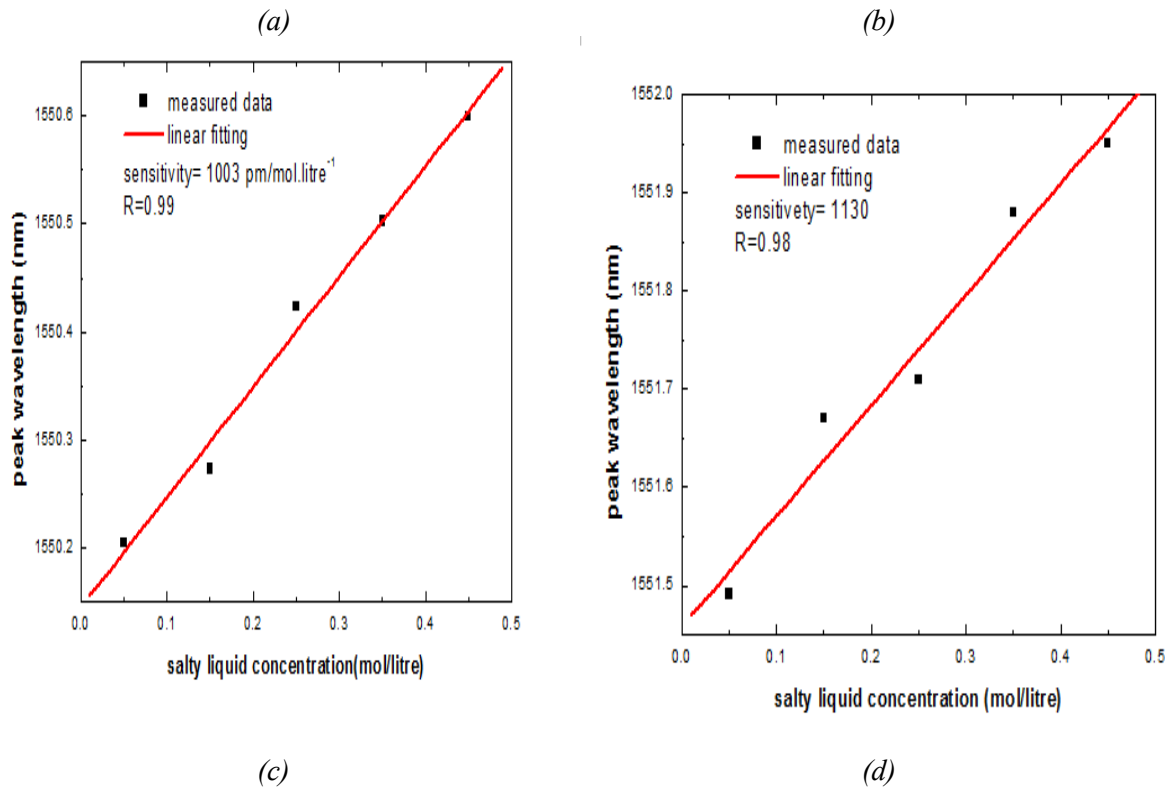 (a)
(b)
measured data
linear fitting
sensitivity= 1003 pm/mol.litre⁻¹
R=0.99
peak wavelength (nm)
1550.6
1550.5
1550.4
1550.3
1550.2
0.0 0.1 0.2 0.3 0.4 0.5
salty liquid concentration(mol/litre)
measured data
linear fitting
sensitivety= 1130
R=0.98
peak wavelength (nm)
1552.0
1551.9
1551.8
1551.7
1551.6
1551.5
0.0 0.1 0.2 0.3 0.4 0.5
salty liquid concentration (mol/litre)
(c)
(d)